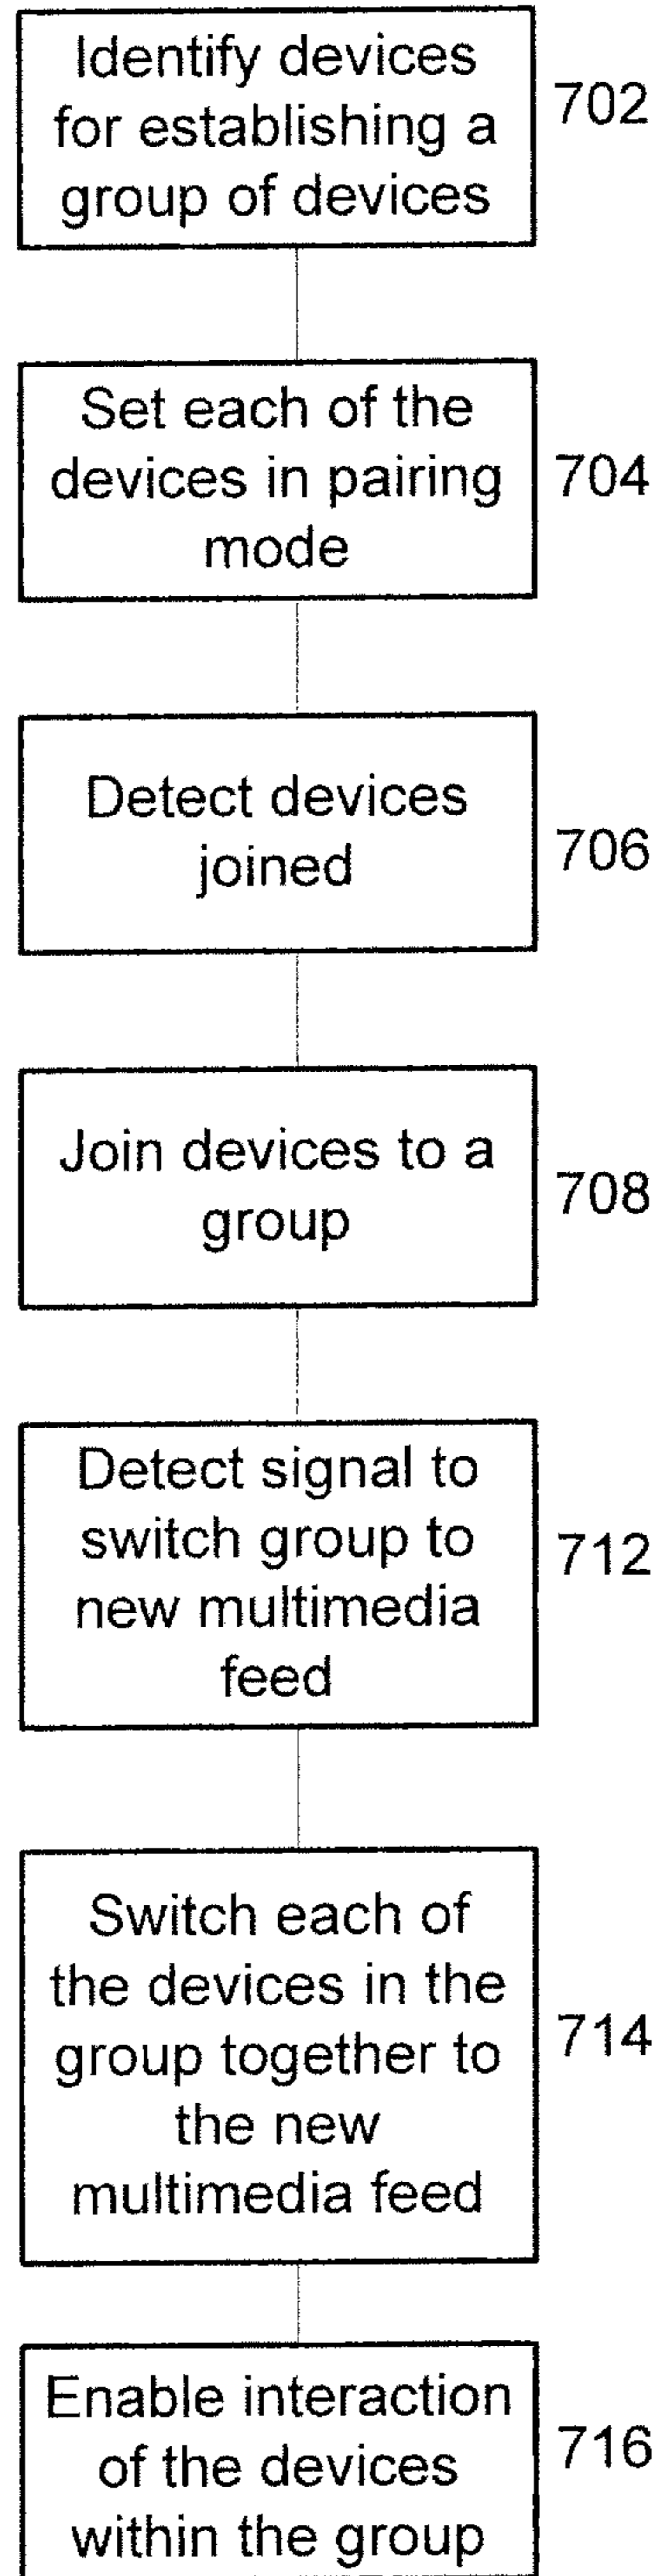 Identify devices
for establishing a
group of devices
702
Set each of the
devices in pairing
mode
704
Detect devices
joined
706
Join devices to a
group
708
Detect signal to
switch group to
new multimedia
feed
712
Switch each of
the devices in the
group together to
the new
multimedia feed
714
Enable interaction
of the devices
within the group
716